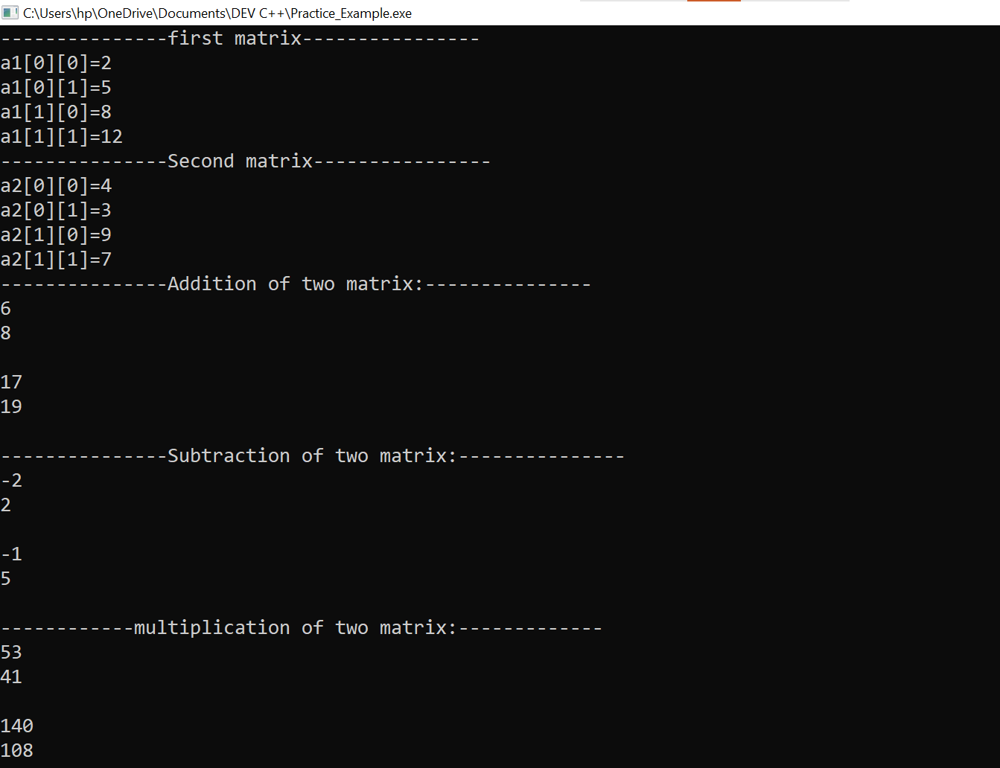 C:\Users\hp\OneDrive\Documents\DEV C++\Practice_Example.exe
---------------first matrix----------------
a1[0][0]=2
a1[0][1]=5
a1[1][0]=8
a1[1][1]=12
---------------Second matrix----------------
a2[0][0]=4
a2[0][1]=3
a2[1][0]=9
a2[1][1]=7
---------------Addition of two matrix:---------------
6
8
17
19
---------------Subtraction of two matrix:---------------
-2
2
-1
5
------------multiplication of two matrix:-------------
53
41
140
108